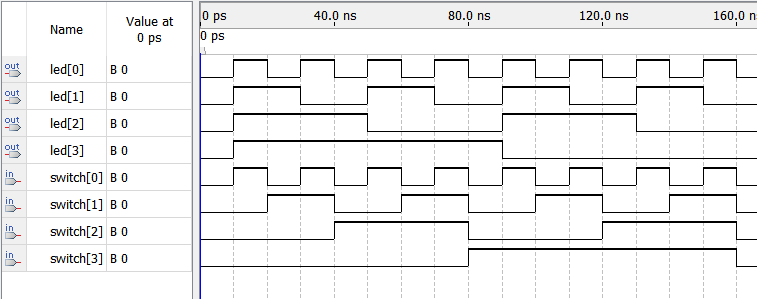 Name Value at 0 ps 0 ps 40.0 ns 80.0 ns 120.0 ns 160.0 ns
0 ps
out led[0] B 0
out led[1] B 0
out led[2] B 0
out led[3] B 0
in switch[0] B 0
in switch[1] B 0
in switch[2] B 0
in switch[3] B 0